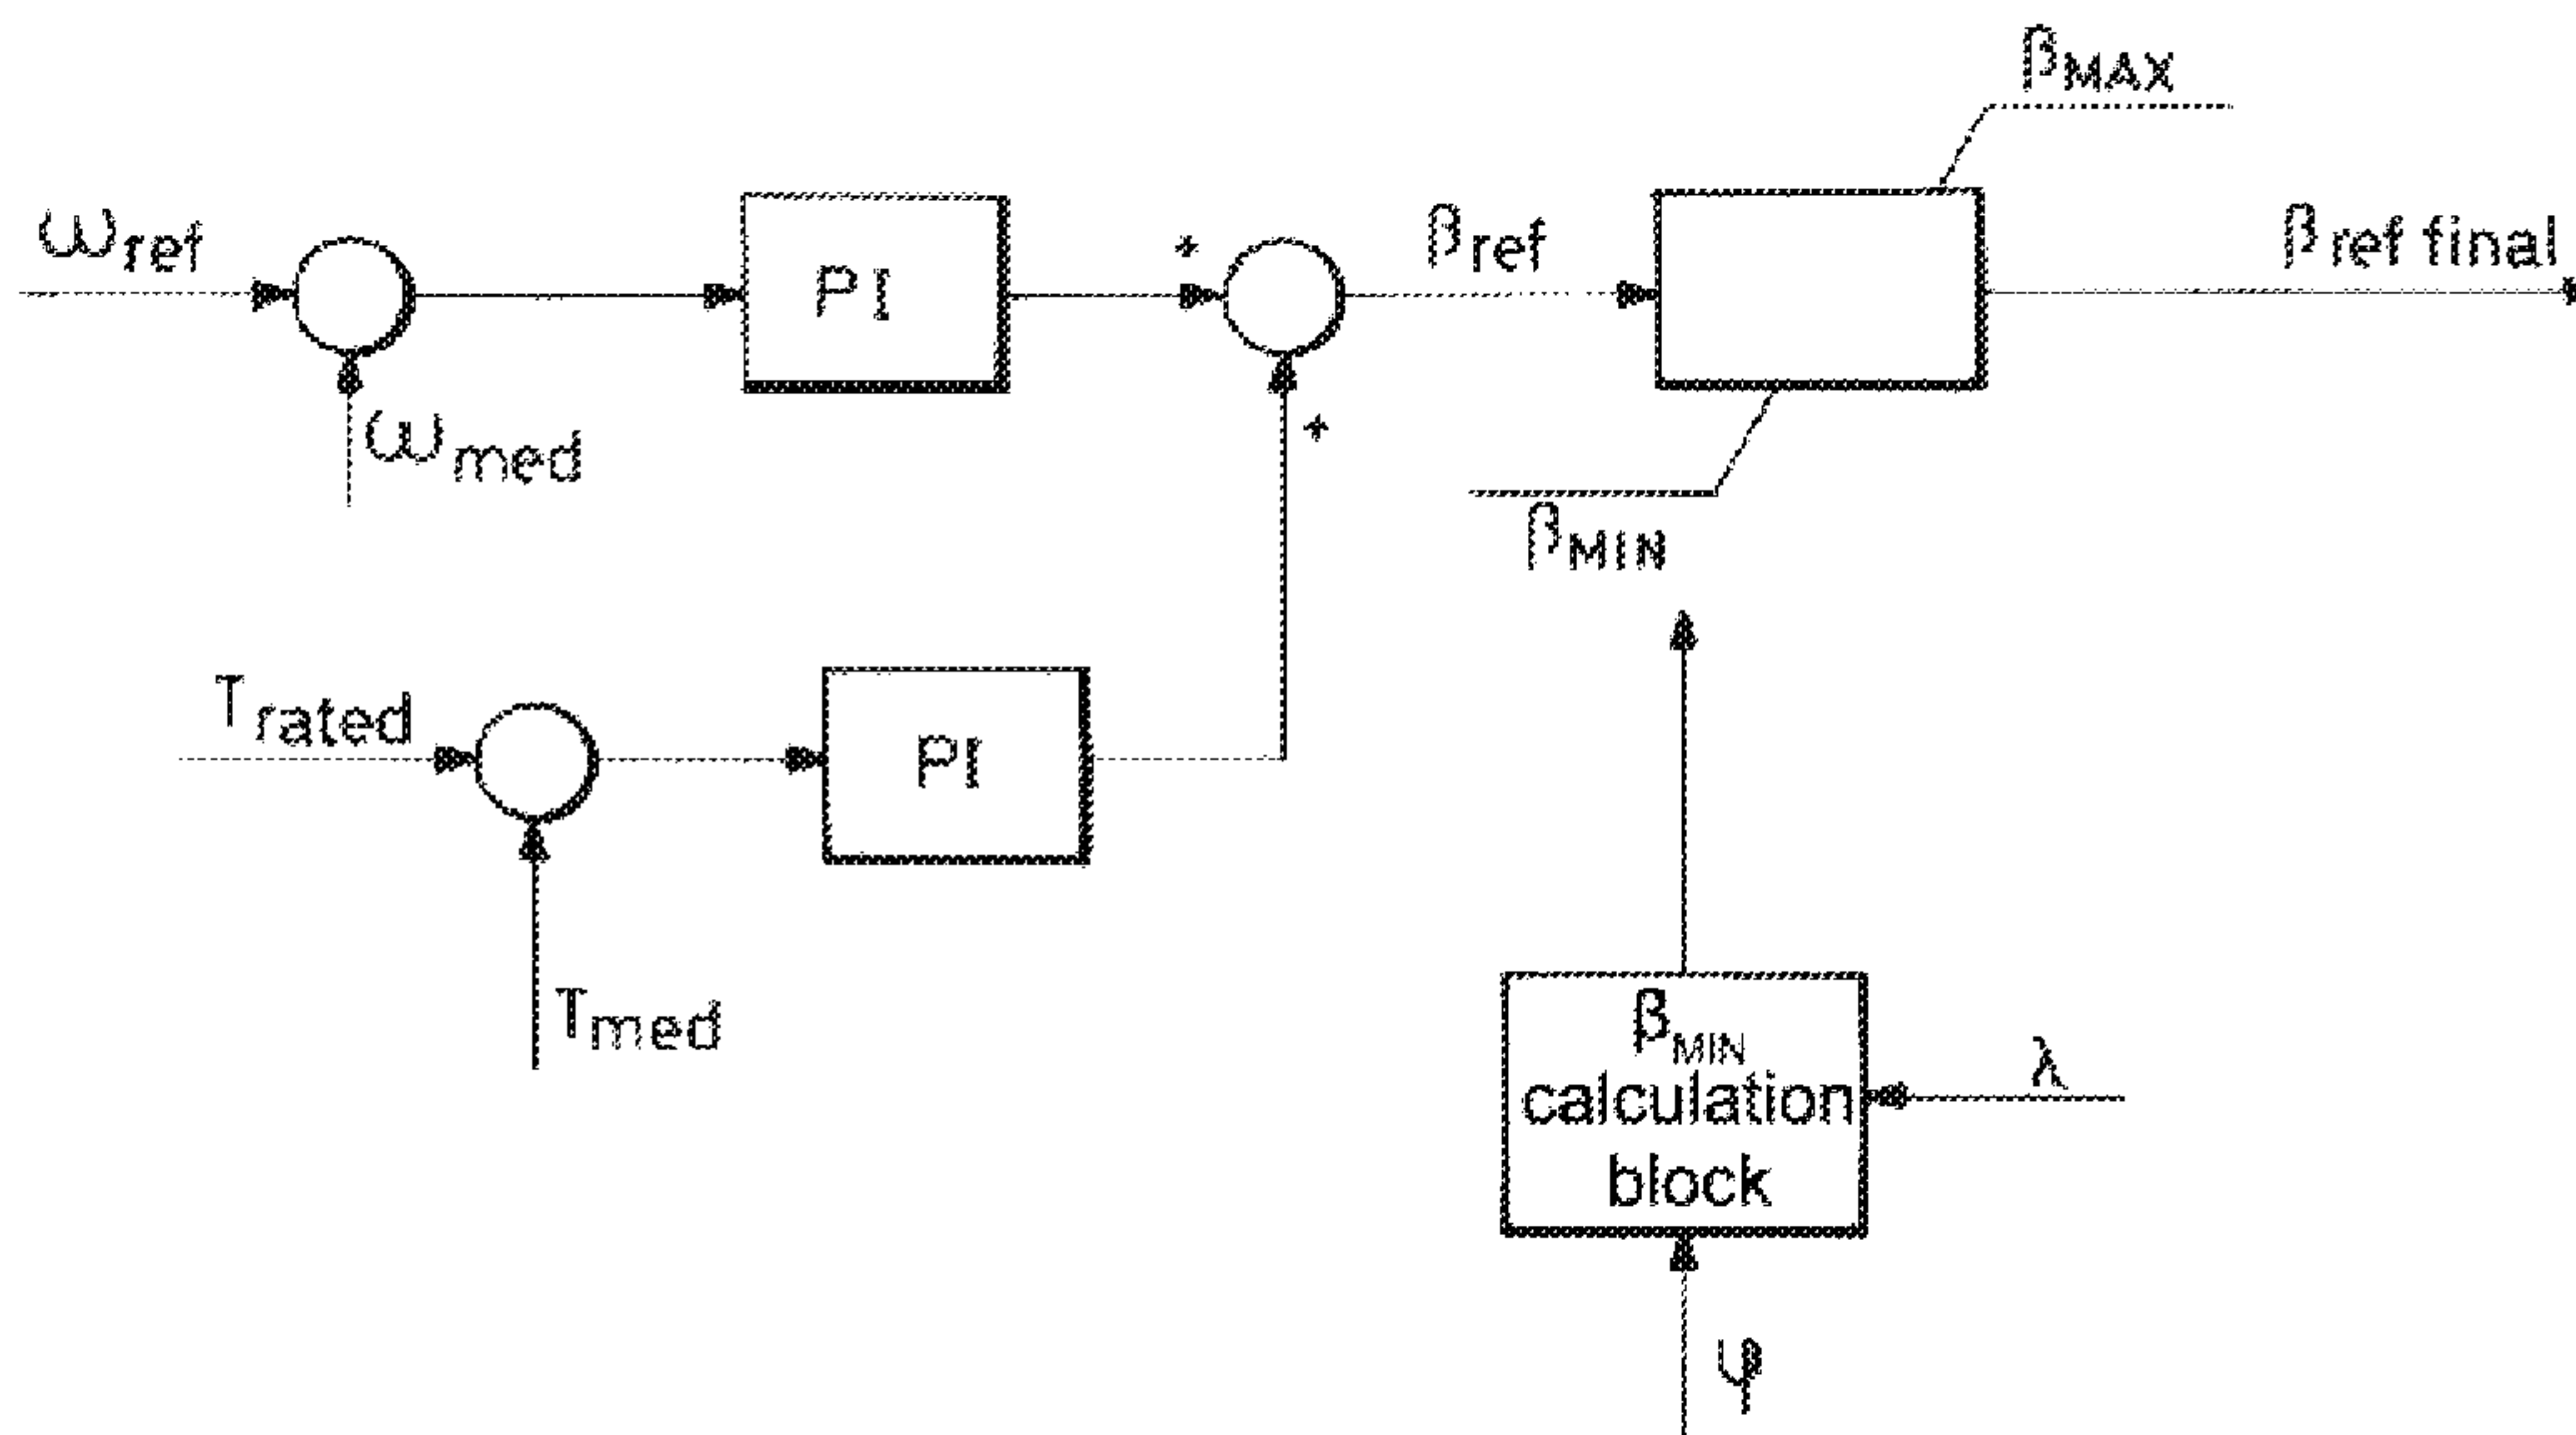 βMAX
ωref
PI
+
βref
βref final
ωmed
+
βMIN
Trated
PI
Tmed
βMIN
calculation
block
λ
φ